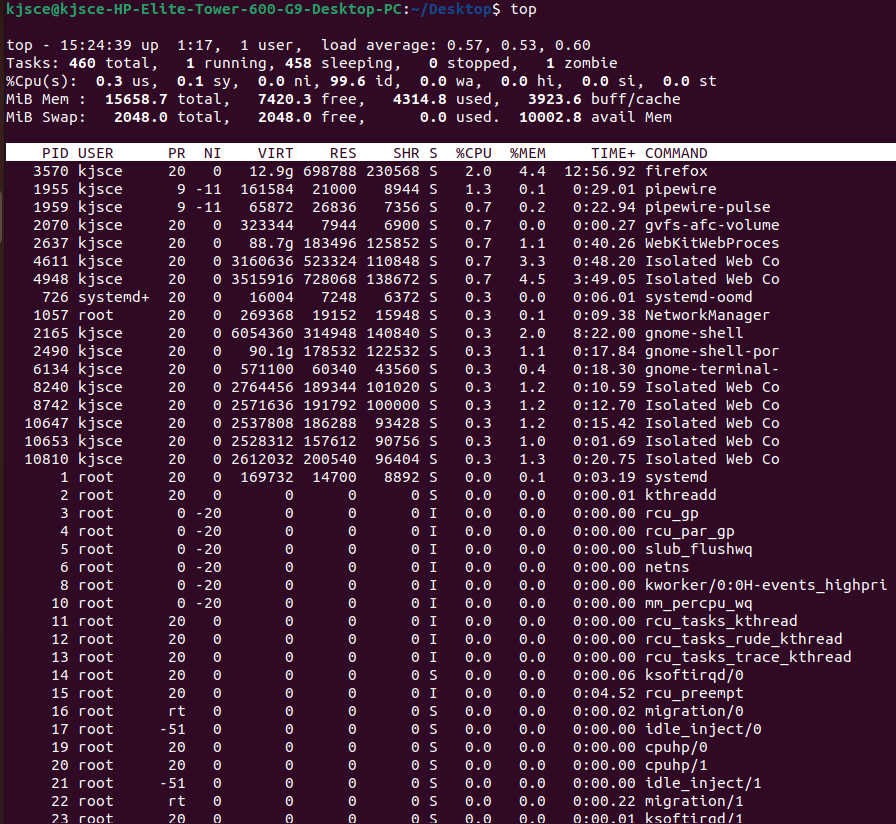 kjsce@kjsce-HP-Elite-Tower-600-G9-Desktop-PC:~/Desktop$ top
top - 15:24:39 up  1:17,  1 user,  load average: 0.57, 0.53, 0.60
Tasks: 460 total,   1 running, 458 sleeping,   0 stopped,   1 zombie
%Cpu(s):  0.3 us,  0.1 sy,  0.0 ni, 99.6 id,  0.0 wa,  0.0 hi,  0.0 si,  0.0 st
MiB Mem :  15658.7 total,   7420.3 free,   4314.8 used,   3923.6 buff/cache
MiB Swap:   2048.0 total,   2048.0 free,      0.0 used.  10002.8 avail Mem
PID USER      PR  NI    VIRT    RES    SHR S  %CPU  %MEM     TIME+ COMMAND
3570 kjsce     20   0   12.9g 698788 230568 S   2.0   4.4  12:56.92 firefox
1955 kjsce      9 -11  161584  21000   8944 S   1.3   0.1   0:29.01 pipewire
1959 kjsce      9 -11   65872  26836   7356 S   0.7   0.2   0:22.94 pipewire-pulse
2070 kjsce     20   0  323344   7944   6900 S   0.7   0.0   0:00.27 gvfs-afc-volume
2637 kjsce     20   0   88.7g 183496 125852 S   0.7   1.1   0:40.26 WebKitWebProces
4611 kjsce     20   0 3160636 523324 110848 S   0.7   3.3   0:48.20 Isolated Web Co
4948 kjsce     20   0 3515916 728068 138672 S   0.7   4.5   3:49.05 Isolated Web Co
726 systemd+  20   0   16004   7248   6372 S   0.3   0.0   0:06.01 systemd-oomd
1057 root      20   0  269368  19152  15948 S   0.3   0.1   0:09.38 NetworkManager
2165 kjsce     20   0 6054360 314948 140840 S   0.3   2.0   8:22.00 gnome-shell
2490 kjsce     20   0   90.1g 178532 122532 S   0.3   1.1   0:17.84 gnome-shell-por
6134 kjsce     20   0  571100  60340  43560 S   0.3   0.4   0:18.30 gnome-terminal-
8240 kjsce     20   0 2764456 189344 101020 S   0.3   1.2   0:10.59 Isolated Web Co
8742 kjsce     20   0 2571636 191792 100000 S   0.3   1.2   0:12.70 Isolated Web Co
10647 kjsce     20   0 2537808 186288  93428 S   0.3   1.2   0:15.42 Isolated Web Co
10653 kjsce     20   0 2528312 157612  90756 S   0.3   1.0   0:01.69 Isolated Web Co
10810 kjsce     20   0 2612032 200540  96404 S   0.3   1.3   0:20.75 Isolated Web Co
1 root      20   0  169732  14700   8892 S   0.0   0.1   0:03.19 systemd
2 root      20   0       0      0      0 S   0.0   0.0   0:00.01 kthreadd
3 root       0 -20       0      0      0 I   0.0   0.0   0:00.00 rcu_gp
4 root       0 -20       0      0      0 I   0.0   0.0   0:00.00 rcu_par_gp
5 root       0 -20       0      0      0 I   0.0   0.0   0:00.00 slub_flushwq
6 root       0 -20       0      0      0 I   0.0   0.0   0:00.00 netns
8 root       0 -20       0      0      0 I   0.0   0.0   0:00.00 kworker/0:0H-events_highpri
10 root       0 -20       0      0      0 I   0.0   0.0   0:00.00 mm_percpu_wq
11 root      20   0       0      0      0 I   0.0   0.0   0:00.00 rcu_tasks_kthread
12 root      20   0       0      0      0 I   0.0   0.0   0:00.00 rcu_tasks_rude_kthread
13 root      20   0       0      0      0 I   0.0   0.0   0:00.00 rcu_tasks_trace_kthread
14 root      20   0       0      0      0 S   0.0   0.0   0:00.06 ksoftirqd/0
15 root      20   0       0      0      0 I   0.0   0.0   0:04.52 rcu_preempt
16 root      rt   0       0      0      0 S   0.0   0.0   0:00.02 migration/0
17 root     -51   0       0      0      0 S   0.0   0.0   0:00.00 idle_inject/0
19 root      20   0       0      0      0 S   0.0   0.0   0:00.00 cpuhp/0
20 root      20   0       0      0      0 S   0.0   0.0   0:00.00 cpuhp/1
21 root     -51   0       0      0      0 S   0.0   0.0   0:00.00 idle_inject/1
22 root      rt   0       0      0      0 S   0.0   0.0   0:00.22 migration/1
23 root      20   0       0      0      0 S   0.0   0.0   0:00.01 ksoftirqd/1